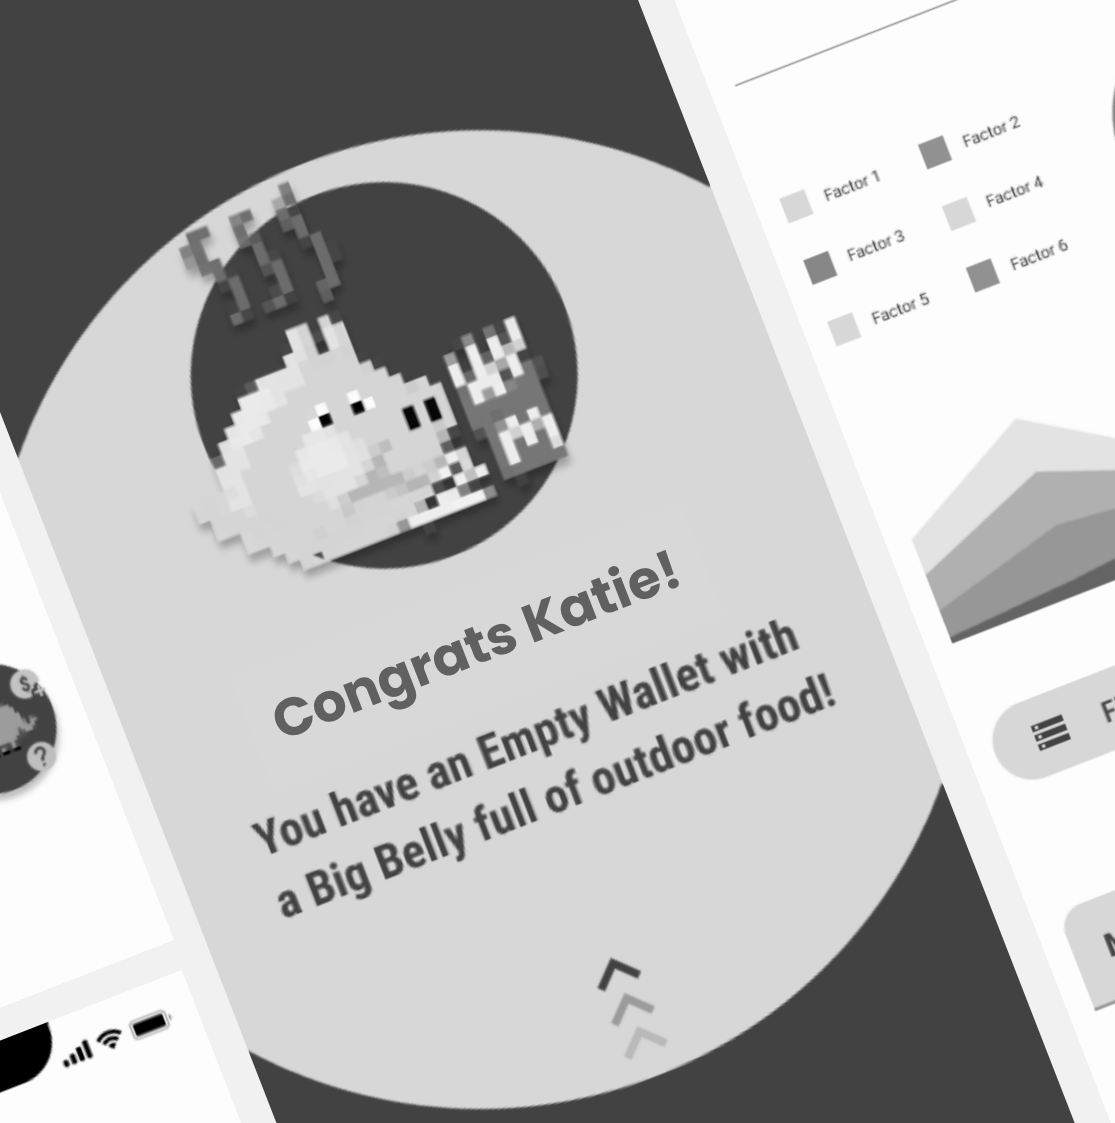 Factor 1
Factor 2
Factor 3
Factor 4
Factor 5
Factor 6
M
Congrats Katie!
You have an Empty Wallet with
a Big Belly full of outdoor food!
$
?